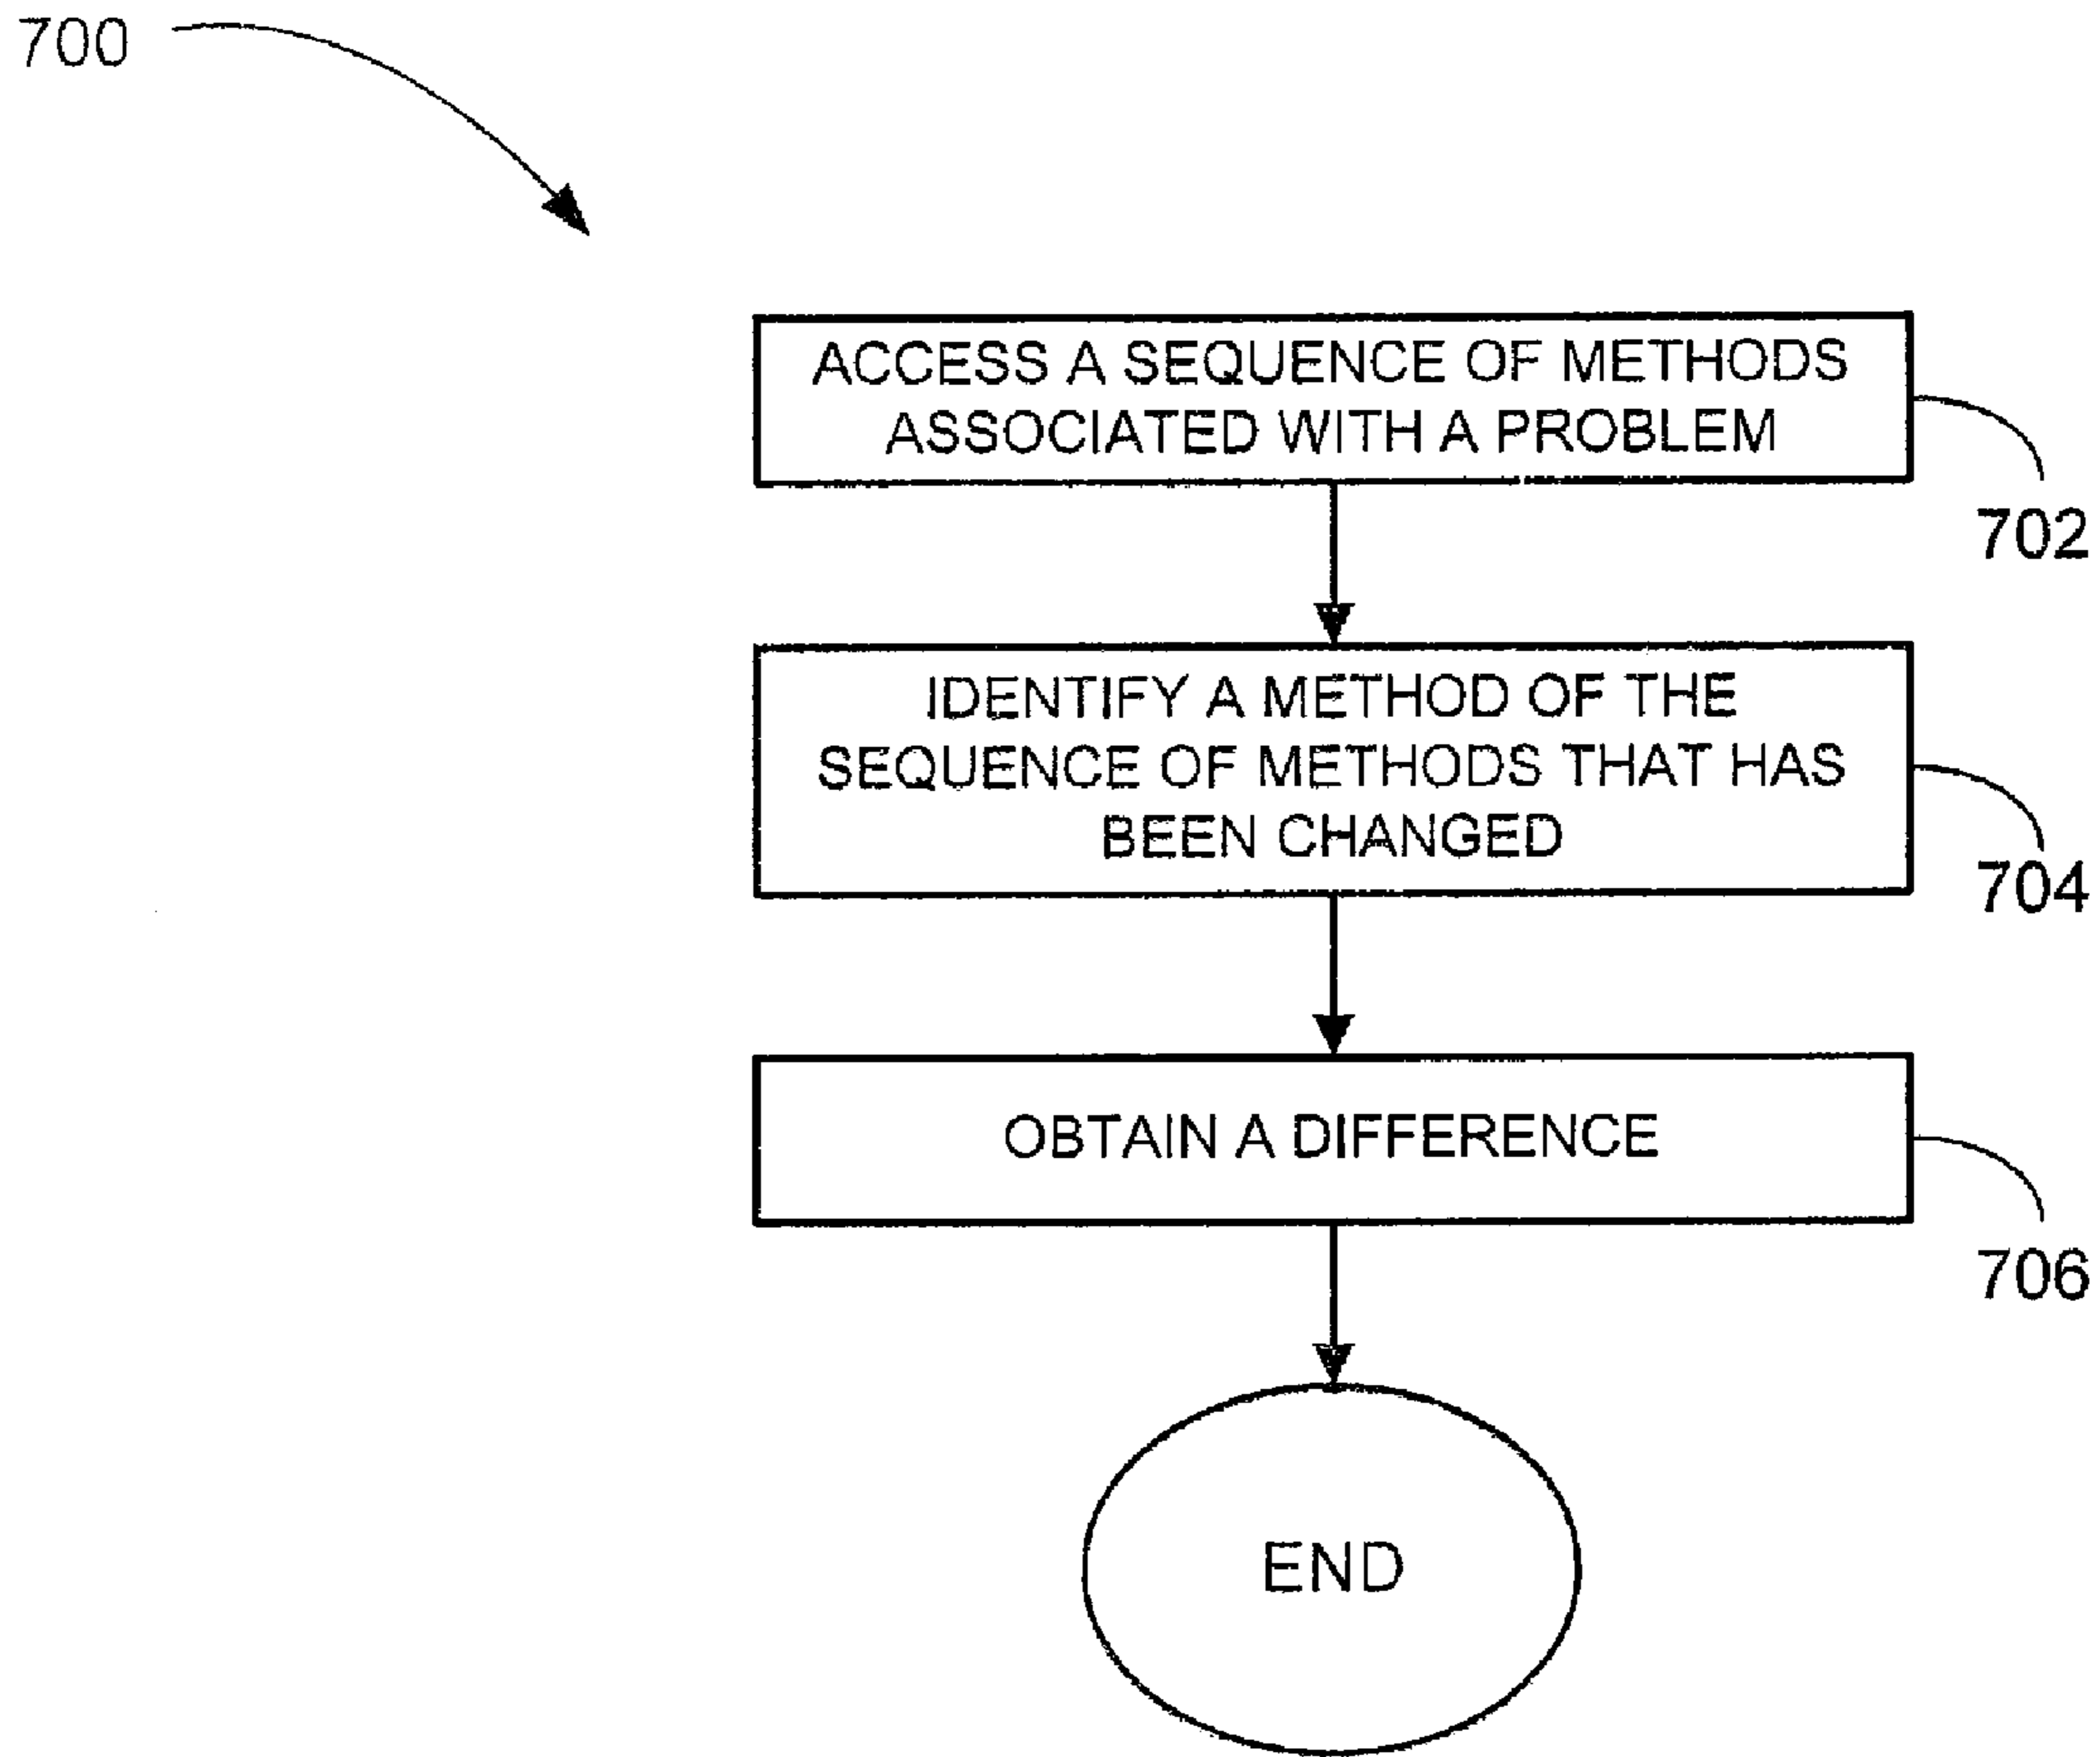 700
ACCESS A SEQUENCE OF METHODS
ASSOCIATED WITH A PROBLEM
702
IDENTIFY A METHOD OF THE
SEQUENCE OF METHODS THAT HAS
BEEN CHANGED
704
OBTAIN A DIFFERENCE
706
END